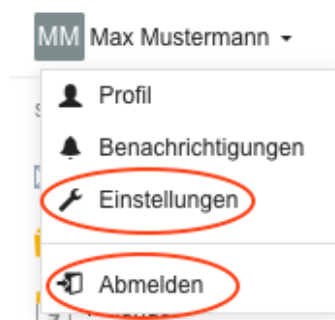 MM Max Mustermann
Profil
Benachrichtigungen
Einstellungen
Abmelden